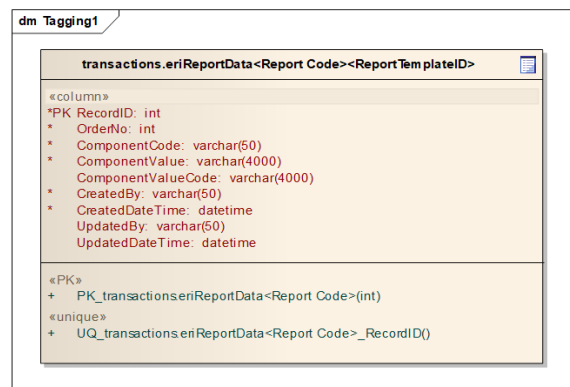 dm Tagging1
transactions.eriReportData<Report Code><ReportTemplateID>
«column»
*PK RecordID: int
* OrderNo: int
* ComponentCode: varchar(50)
* ComponentValue: varchar(4000)
ComponentValueCode: varchar(4000)
* CreatedBy: varchar(50)
* CreatedDateTime: datetime
UpdatedBy: varchar(50)
UpdatedDateTime: datetime
«PK»
+ PK_transactions.eriReportData<Report Code>(int)
«unique»
+ UQ_transactions.eriReportData<Report Code>_RecordID()